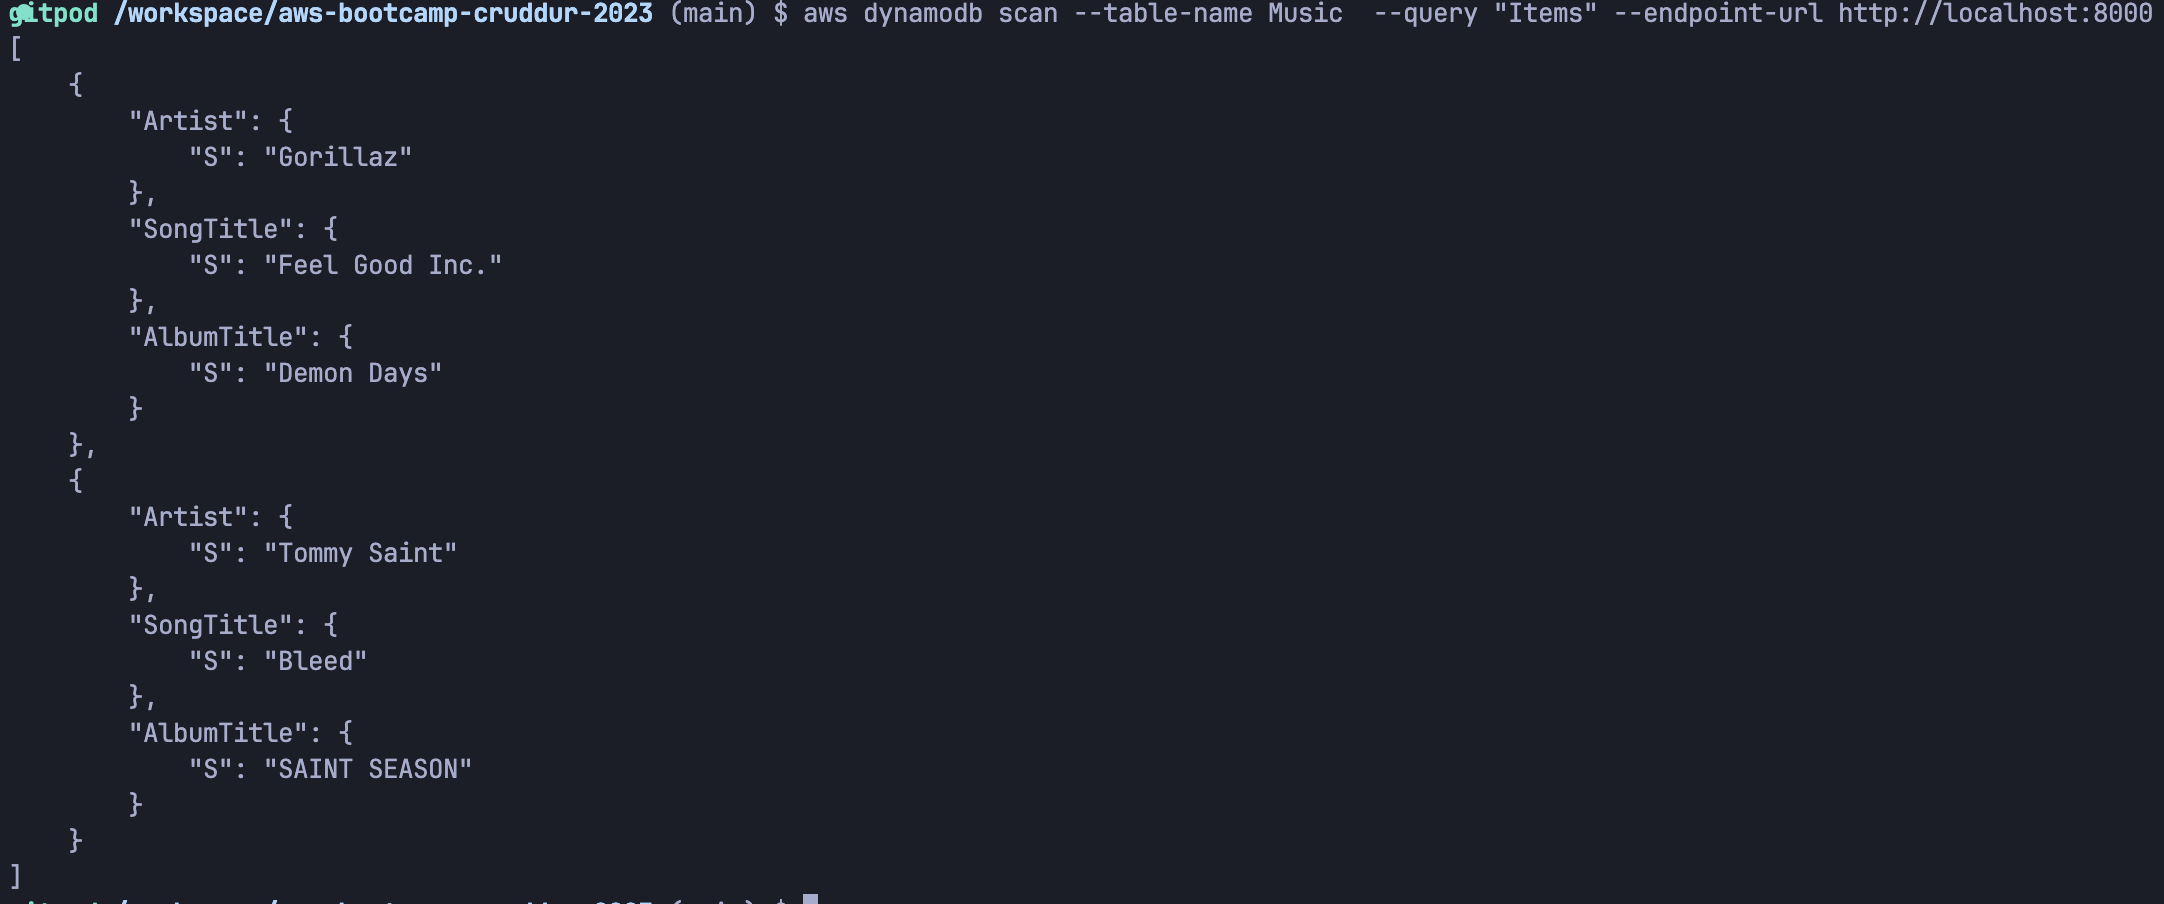 gitpod /workspace/aws-bootcamp-cruddur-2023 (main) $ aws dynamodb scan --table-name Music  --query "Items" --endpoint-url http://localhost:8000
[
    {
        "Artist": {
            "S": "Gorillaz"
        },
        "SongTitle": {
            "S": "Feel Good Inc."
        },
        "AlbumTitle": {
            "S": "Demon Days"
        }
    },
    {
        "Artist": {
            "S": "Tommy Saint"
        },
        "SongTitle": {
            "S": "Bleed"
        },
        "AlbumTitle": {
            "S": "SAINT SEASON"
        }
    }
]